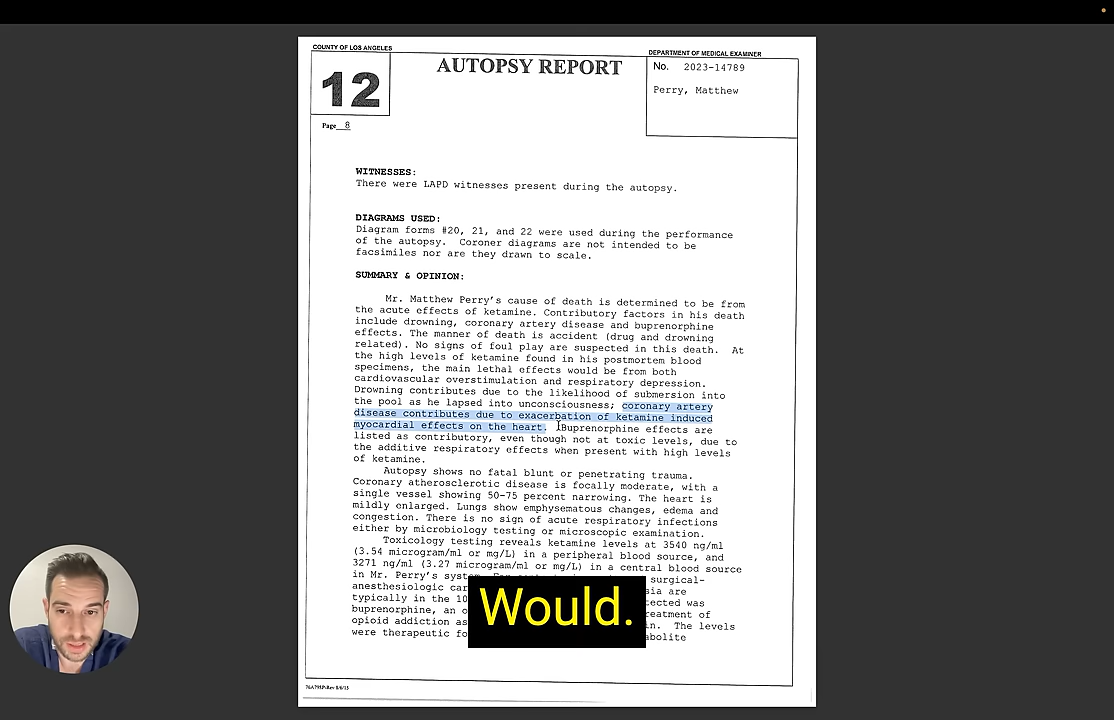 COUNTY OF LOS ANGELES
DEPARTMENT OF MEDICAL EXAMINER
12
AUTOPSY REPORT
No. 2023-14789
Perry, Matthew
Page 8
WITNESSES:
There were LAPD witnesses present during the autopsy.
DIAGRAMS USED:
Diagram forms #20, 21, and 22 were used during the performance
of the autopsy. Coroner diagrams are not intended to be
facsimiles nor are they drawn to scale.
SUMMARY & OPINION:
Mr. Matthew Perry's cause of death is determined to be from
the acute effects of ketamine. Contributory factors in his death
include drowning, coronary artery disease and buprenorphine
effects. The manner of death is accident (drug and drowning
related). No signs of foul play are suspected in this death. At
the high levels of ketamine found in his postmortem blood
specimens, the main lethal effects would be from both
cardiovascular overstimulation and respiratory depression.
Drowning contributes due to the likelihood of submersion into
the pool as he lapsed into unconsciousness; coronary artery
disease contributes due to exacerbation of ketamine induced
myocardial effects on the heart. Buprenorphine effects are
listed as contributory, even though not at toxic levels, due to
the additive respiratory effects when present with high levels
of ketamine.
Autopsy shows no fatal blunt or penetrating trauma.
Coronary atherosclerotic disease is focally moderate, with a
single vessel showing 50-75 percent narrowing. The heart is
mildly enlarged. Lungs show emphysematous changes, edema and
congestion. There is no sign of acute respiratory infections
either by microbiology testing or microscopic examination.
Toxicology testing reveals ketamine levels at 3540 ng/ml
(3.54 microgram/ml or mg/L) in a peripheral blood source, and
3271 ng/ml (3.27 microgram/ml or mg/L) in a central blood source
in Mr. Perry's system. surgical-
anesthesiologic are
typically in the was
buprenorphine, an of
opioid addiction The levels
were therapeutic
Would.
76A798P-Rev 8/6/15